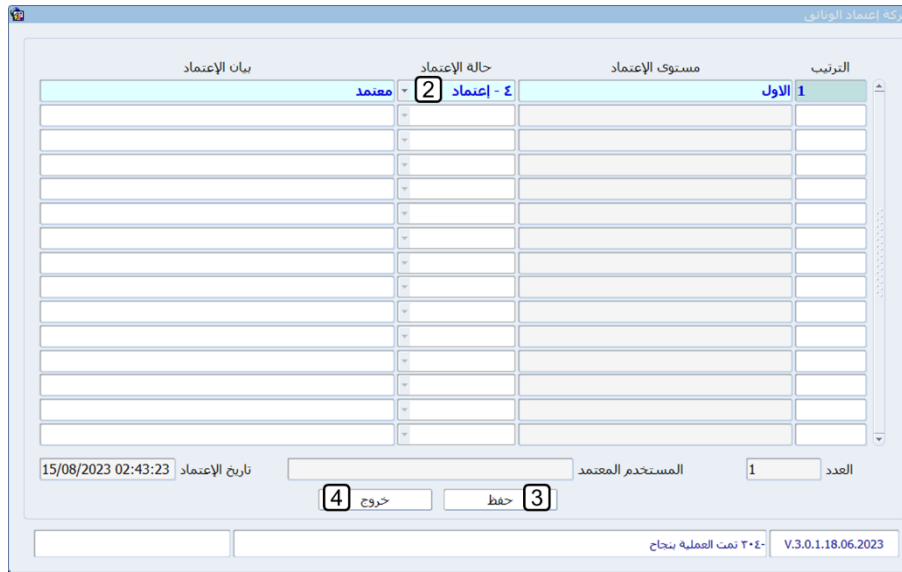 ركة إعتماد الوثائق
الترتيب مستوى الإعتماد حالة الإعتماد بيان الإعتماد
1 الاول ٤ - إعتماد 2 معتمد
العدد 1 المستخدم المعتمد تاريخ الإعتماد 15/08/2023 02:43:23
3 حفظ 4 خروج
V.3.0.1.18.06.2023 -٣٠٤ تمت العملية بنجاح